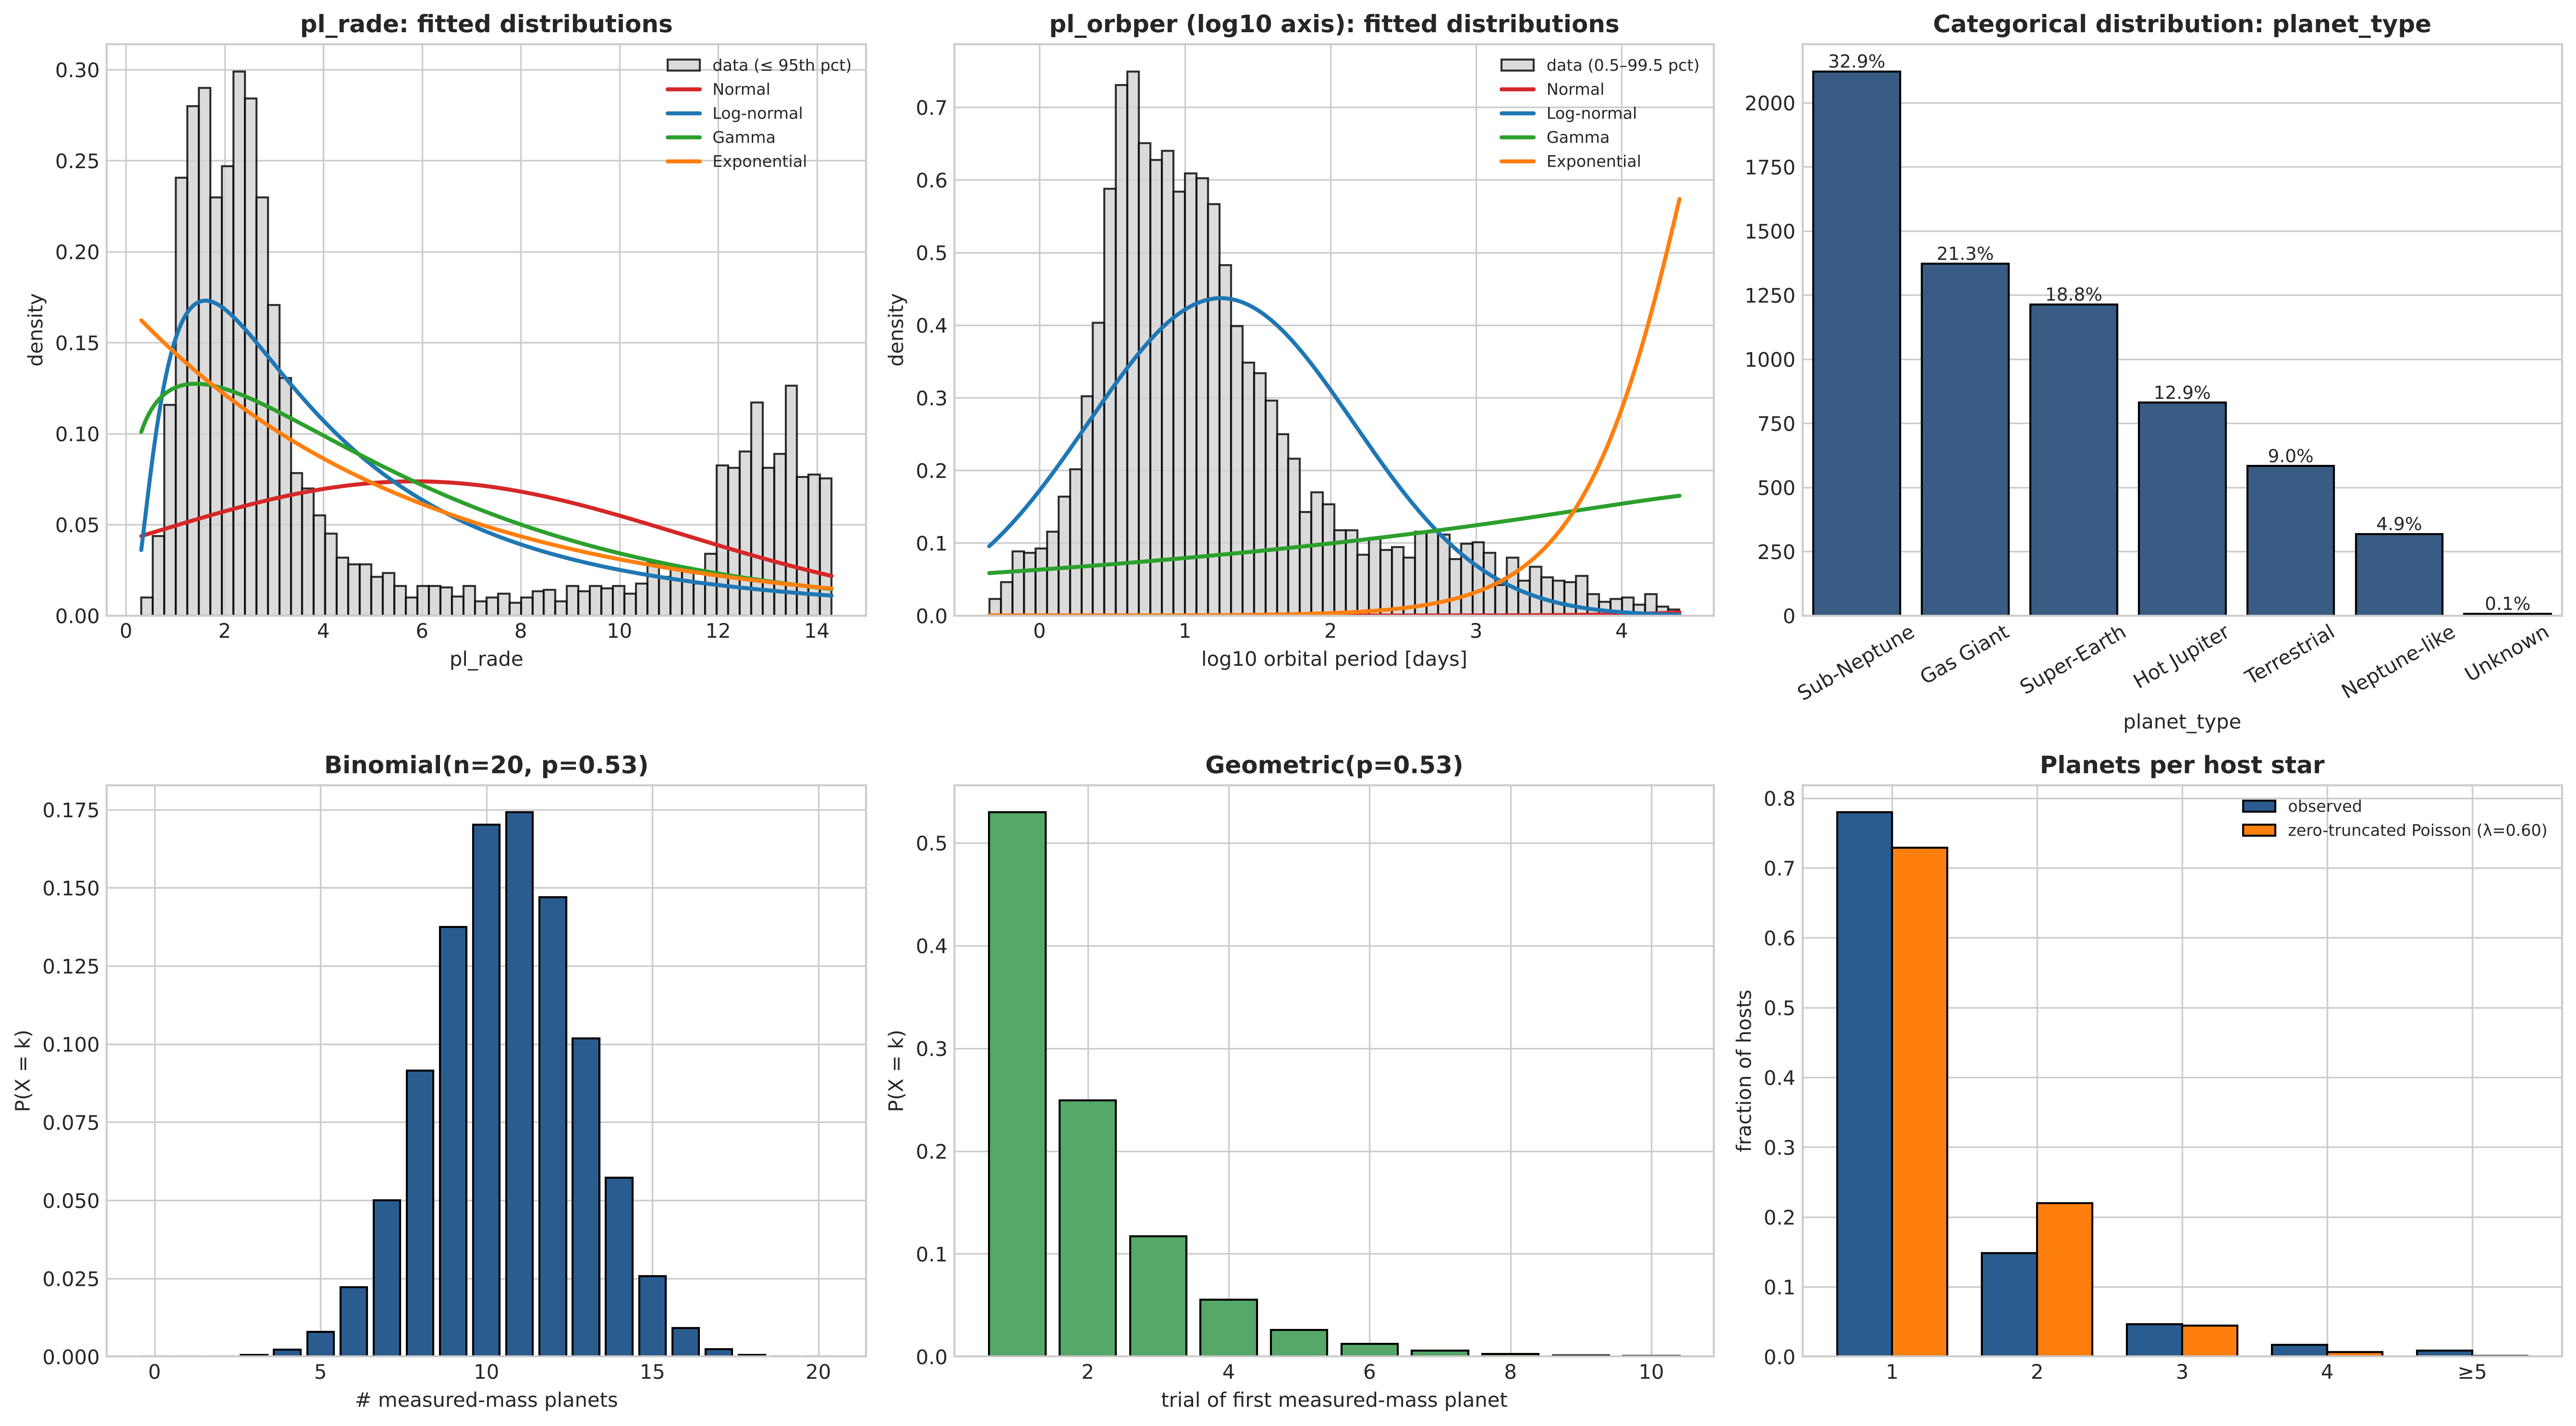 pl_rade: fitted distributions
0.30
0.25
0.20
0.15
0.10
0.05
0.00
density
0
2
4
6
8
10
12
14
pl_rade
data (≤ 95th pct)
Normal
Log-normal
Gamma
Exponential
pl_orbper (log10 axis): fitted distributions
0.7
0.6
0.5
0.4
0.3
0.2
0.1
0.0
density
0
1
2
3
4
log10 orbital period [days]
data (0.5–99.5 pct)
Normal
Log-normal
Gamma
Exponential
Categorical distribution: planet_type
2000
1750
1500
1250
1000
750
500
250
0
32.9%
21.3%
18.8%
12.9%
9.0%
4.9%
0.1%
Sub-Neptune
Gas Giant
Super-Earth
Hot Jupiter
Terrestrial
Neptune-like
Unknown
planet_type
Binomial(n=20, p=0.53)
0.175
0.150
0.125
0.100
0.075
0.050
0.025
0.000
P(X = k)
0
5
10
15
20
# measured-mass planets
Geometric(p=0.53)
0.5
0.4
0.3
0.2
0.1
0.0
P(X = k)
2
4
6
8
10
trial of first measured-mass planet
Planets per host star
0.8
0.7
0.6
0.5
0.4
0.3
0.2
0.1
0.0
fraction of hosts
observed
zero-truncated Poisson (λ=0.60)
1
2
3
4
≥5